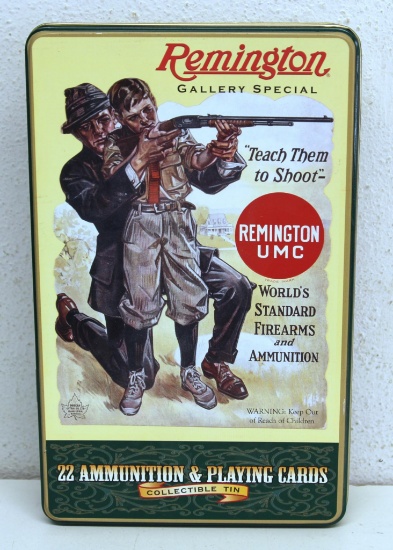 Remington
GALLERY SPECIAL
"Teach Them
to Shoot"-
REMINGTON
UMC
WORLD'S
STANDARD
FIREARMS
and
AMMUNITION
WARNING: Keep Out
of Reach of Children
22 AMMUNITION & PLAYING CARDS
COLLECTIBLE TIN